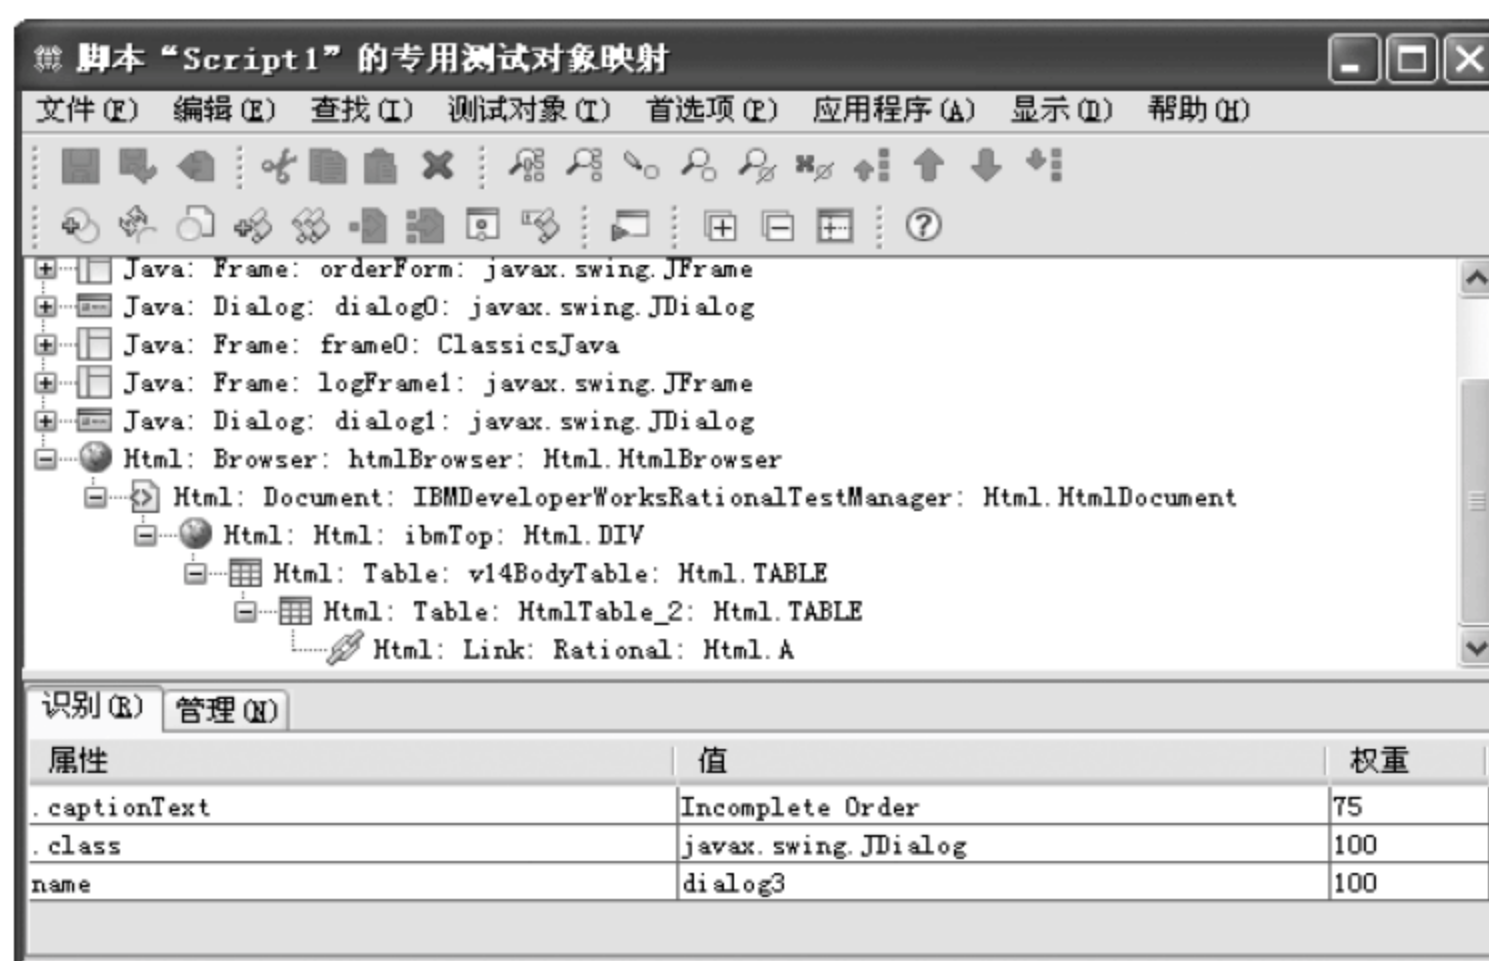 脚本“Script1”的专用测试对象映射
文件(F) 编辑(E) 查找(I) 测试对象(T) 首选项(P) 应用程序(A) 显示(D) 帮助(H)
Java: Frame: orderForm: javax.swing.JFrame
Java: Dialog: dialog0: javax.swing.JDialog
Java: Frame: frame0: ClassicsJava
Java: Frame: logFrame1: javax.swing.JFrame
Java: Dialog: dialog1: javax.swing.JDialog
Html: Browser: htmlBrowser: Html.HtmlBrowser
Html: Document: IBMDeveloperWorksRationalTestManager: Html.HtmlDocument
Html: Html: ibmTop: Html.DIV
Html: Table: v14BodyTable: Html.TABLE
Html: Table: HtmlTable_2: Html.TABLE
Html: Link: Rational: Html.A
识别(R) 管理(N)
属性 值 权重
.captionText Incomplete Order 75
.class javax.swing.JDialog 100
name dialog3 100